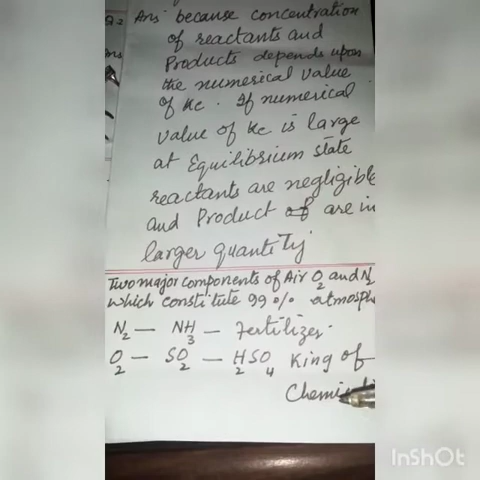 Ans because concentration
of reactants and
Products depends upon
the numerical value
of Kc. If numerical
value of Kc is large
at Equilibrium state
reactants are negligible
and Product of are in
larger quantity
Two major components of Air O2 and N2
which constitute 99% atmosph
N2 — NH3 — Fertilizer.
O2 — SO2 — H2SO4 King of
InShOt